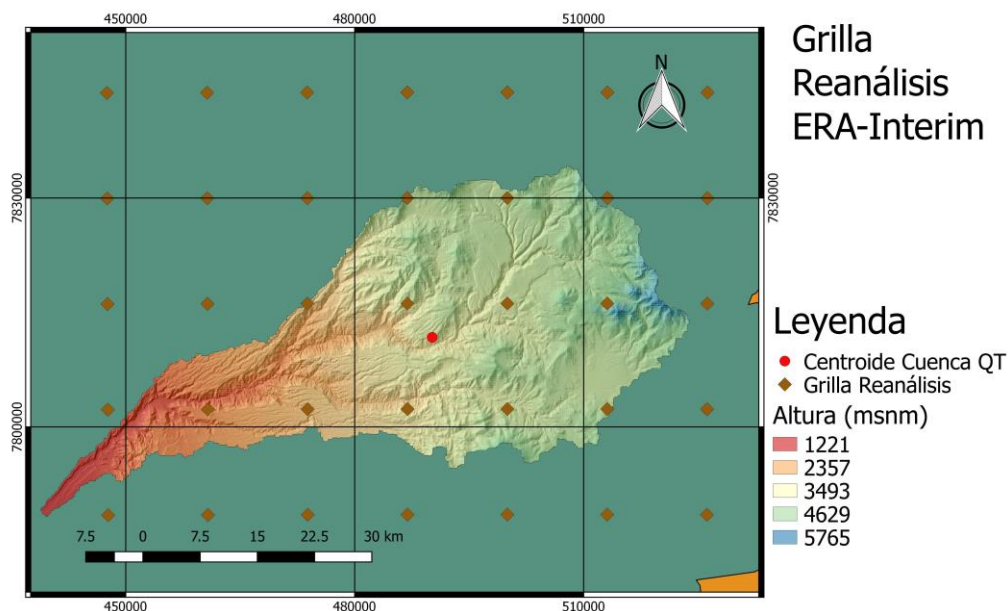 450000 480000 510000
Grilla
Reanálisis
ERA-Interim
N
7830000 7830000
Leyenda
Centroide Cuenca QT
Grilla Reanálisis
Altura (msnm)
1221
2357
3493
4629
5765
7800000 7800000
7.5 0 7.5 15 22.5 30 km
450000 480000 510000